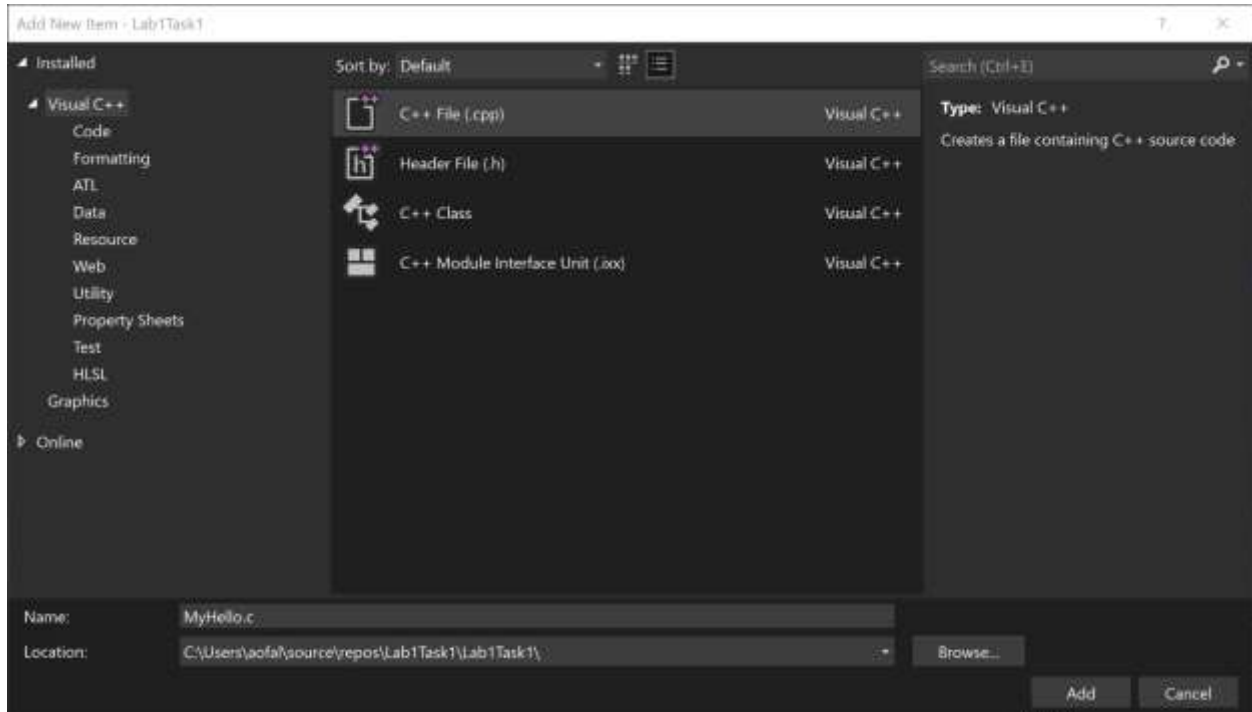 Add New Item - Lab1Task1
? ×
Installed
Sort by: Default
Search (Ctrl+E)
Visual C++
Code
Formatting
ATL
Data
Resource
Web
Utility
Property Sheets
Test
HLSL
Graphics
Online
C++ File (.cpp) Visual C++
Header File (.h) Visual C++
C++ Class Visual C++
C++ Module Interface Unit (.ixx) Visual C++
Type: Visual C++
Creates a file containing C++ source code
Name: MyHello.c
Location: C:\Users\aofal\source\repos\Lab1Task1\Lab1Task1\
Browse...
Add Cancel